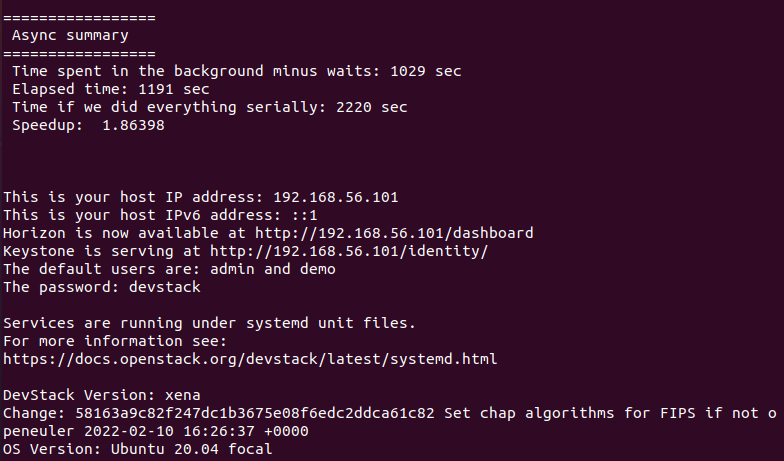 =================
 Async summary
=================
 Time spent in the background minus waits: 1029 sec
 Elapsed time: 1191 sec
 Time if we did everything serially: 2220 sec
 Speedup:  1.86398
This is your host IP address: 192.168.56.101
This is your host IPv6 address: ::1
Horizon is now available at http://192.168.56.101/dashboard
Keystone is serving at http://192.168.56.101/identity/
The default users are: admin and demo
The password: devstack
Services are running under systemd unit files.
For more information see:
https://docs.openstack.org/devstack/latest/systemd.html
DevStack Version: xena
Change: 58163a9c82f247dc1b3675e08f6edc2ddca61c82 Set chap algorithms for FIPS if not o
peneuler 2022-02-10 16:26:37 +0000
OS Version: Ubuntu 20.04 focal